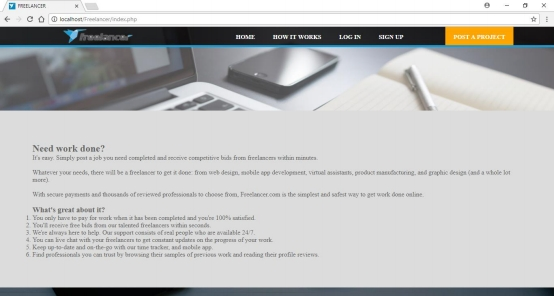 FREELANCER
localhost/Freelancer/index.php
freelancer
HOME HOW IT WORKS LOG IN SIGN UP POST A PROJECT
Need work done?
It's easy. Simply post a job you need completed and receive competitive bids from freelancers within minutes.
Whatever your needs, there will be a freelancer to get it done: from web design, mobile app development, virtual assistants, product manufacturing, and graphic design (and a whole lot
more).
With secure payments and thousands of reviewed professionals to choose from, Freelancer.com is the simplest and safest way to get work done online.
What's great about it?
1. You only have to pay for work when it has been completed and you're 100% satisfied.
2. You'll receive free bids from our talented freelancers within seconds.
3. We're always here to help. Our support consists of real people who are available 24/7.
4. You can live chat with your freelancers to get constant updates on the progress of your work.
5. Keep up-to-date and on-the-go with our time tracker, and mobile app.
6. Find professionals you can trust by browsing their samples of previous work and reading their profile reviews.